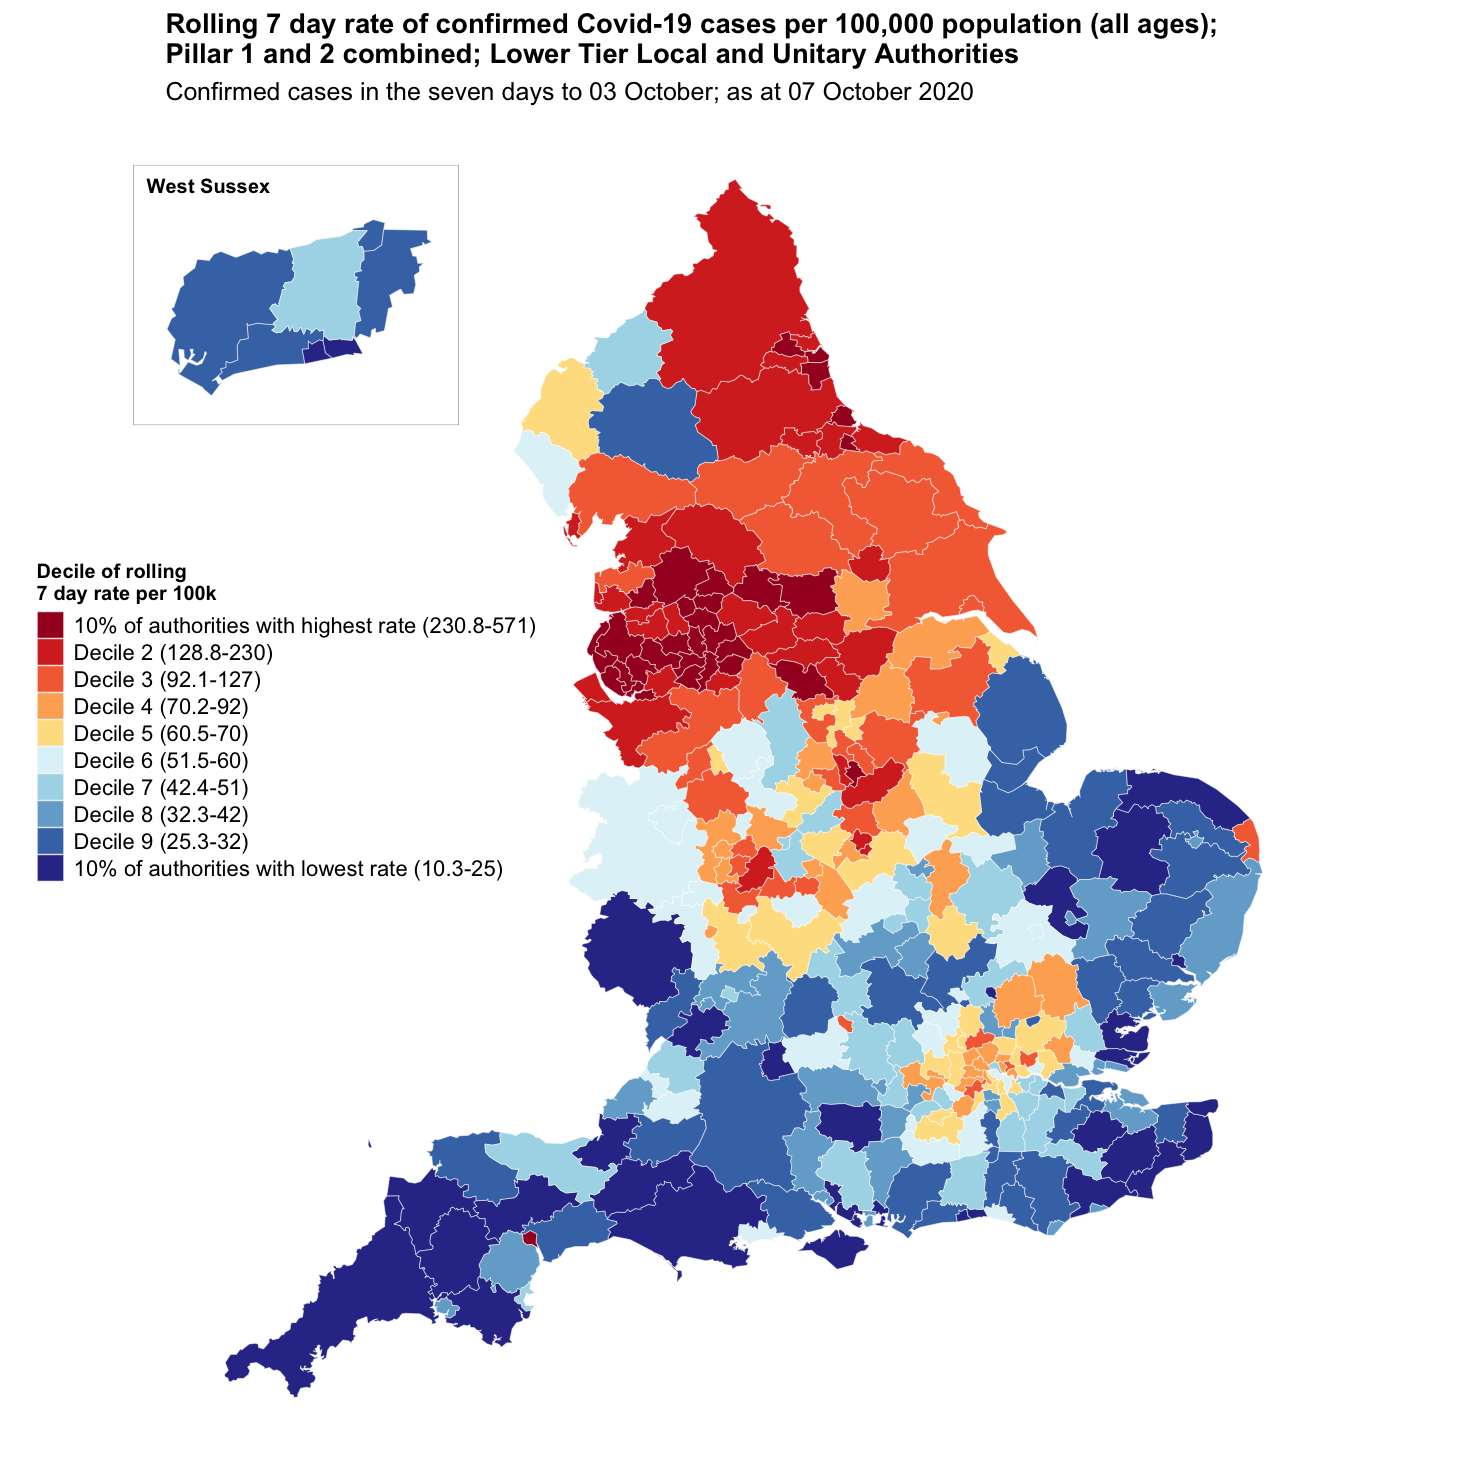 Rolling 7 day rate of confirmed Covid-19 cases per 100,000 population (all ages);
Pillar 1 and 2 combined; Lower Tier Local and Unitary Authorities
Confirmed cases in the seven days to 03 October; as at 07 October 2020
West Sussex
Decile of rolling
7 day rate per 100k
10% of authorities with highest rate (230.8-571)
Decile 2 (128.8-230)
Decile 3 (92.1-127)
Decile 4 (70.2-92)
Decile 5 (60.5-70)
Decile 6 (51.5-60)
Decile 7 (42.4-51)
Decile 8 (32.3-42)
Decile 9 (25.3-32)
10% of authorities with lowest rate (10.3-25)